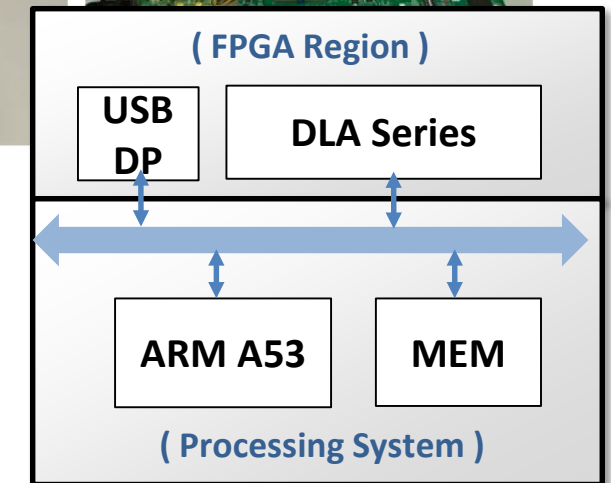 ( FPGA Region )
USB
DP
DLA Series
ARM A53
MEM
( Processing System )